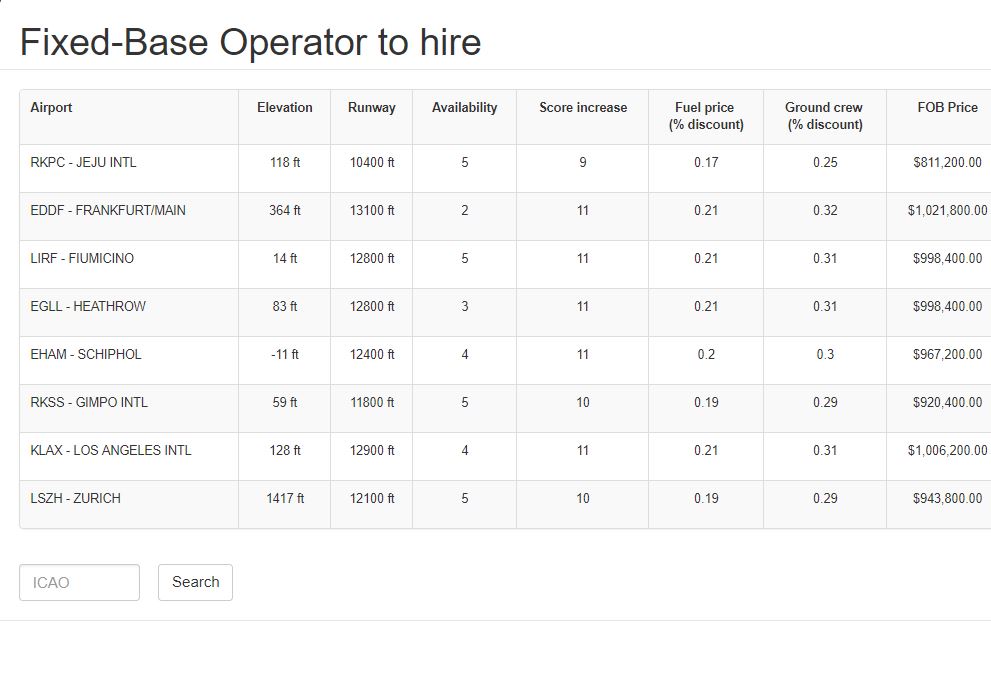 Fixed-Base Operator to hire
Airport Elevation Runway Availability Score increase Fuel price (% discount) Ground crew (% discount) FOB Price
RKPC - JEJU INTL 118 ft 10400 ft 5 9 0.17 0.25 $811,200.00
EDDF - FRANKFURT/MAIN 364 ft 13100 ft 2 11 0.21 0.32 $1,021,800.00
LIRF - FIUMICINO 14 ft 12800 ft 5 11 0.21 0.31 $998,400.00
EGLL - HEATHROW 83 ft 12800 ft 3 11 0.21 0.31 $998,400.00
EHAM - SCHIPHOL -11 ft 12400 ft 4 11 0.2 0.3 $967,200.00
RKSS - GIMPO INTL 59 ft 11800 ft 5 10 0.19 0.29 $920,400.00
KLAX - LOS ANGELES INTL 128 ft 12900 ft 4 11 0.21 0.31 $1,006,200.00
LSZH - ZURICH 1417 ft 12100 ft 5 10 0.19 0.29 $943,800.00
ICAO Search